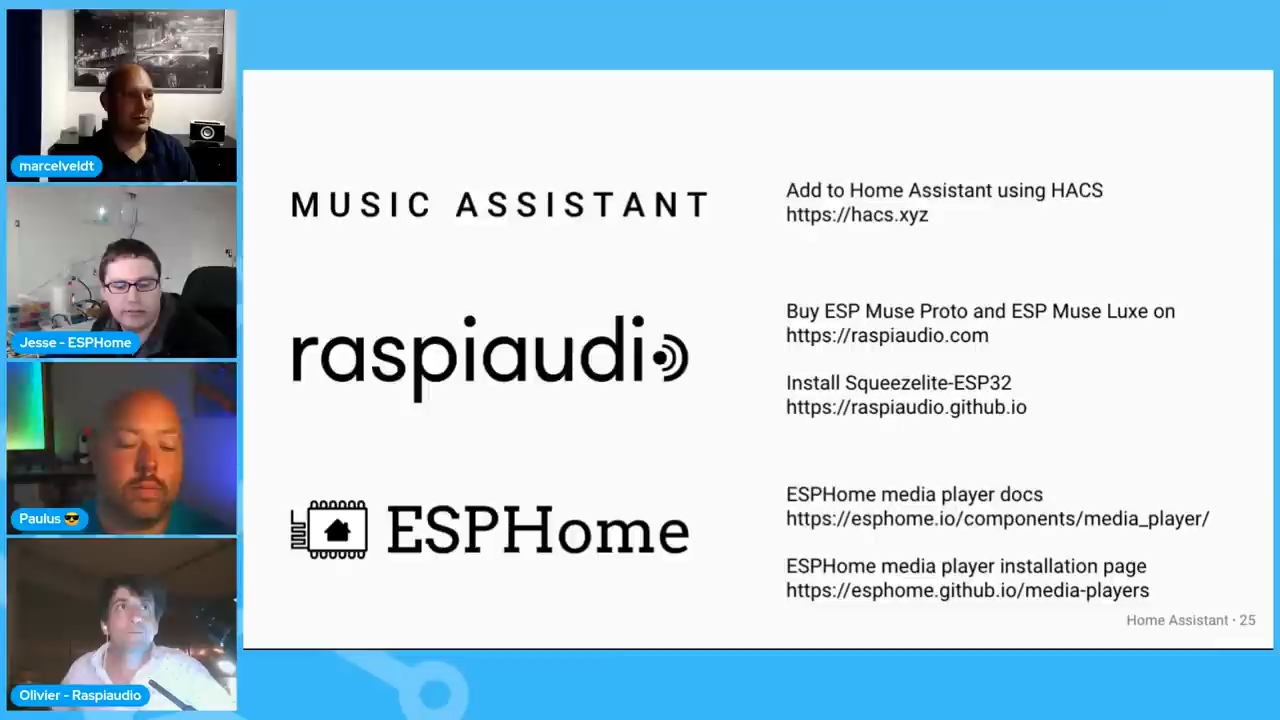 marcelveldt
Jesse - ESPHome
Paulus 😎
Olivier - Raspiaudio
MUSIC ASSISTANT
Add to Home Assistant using HACS
https://hacs.xyz
raspiaudio
Buy ESP Muse Proto and ESP Muse Luxe on
https://raspiaudio.com
Install Squeezelite-ESP32
https://raspiaudio.github.io
ESPHome
ESPHome media player docs
https://esphome.io/components/media_player/
ESPHome media player installation page
https://esphome.github.io/media-players
Home Assistant · 25